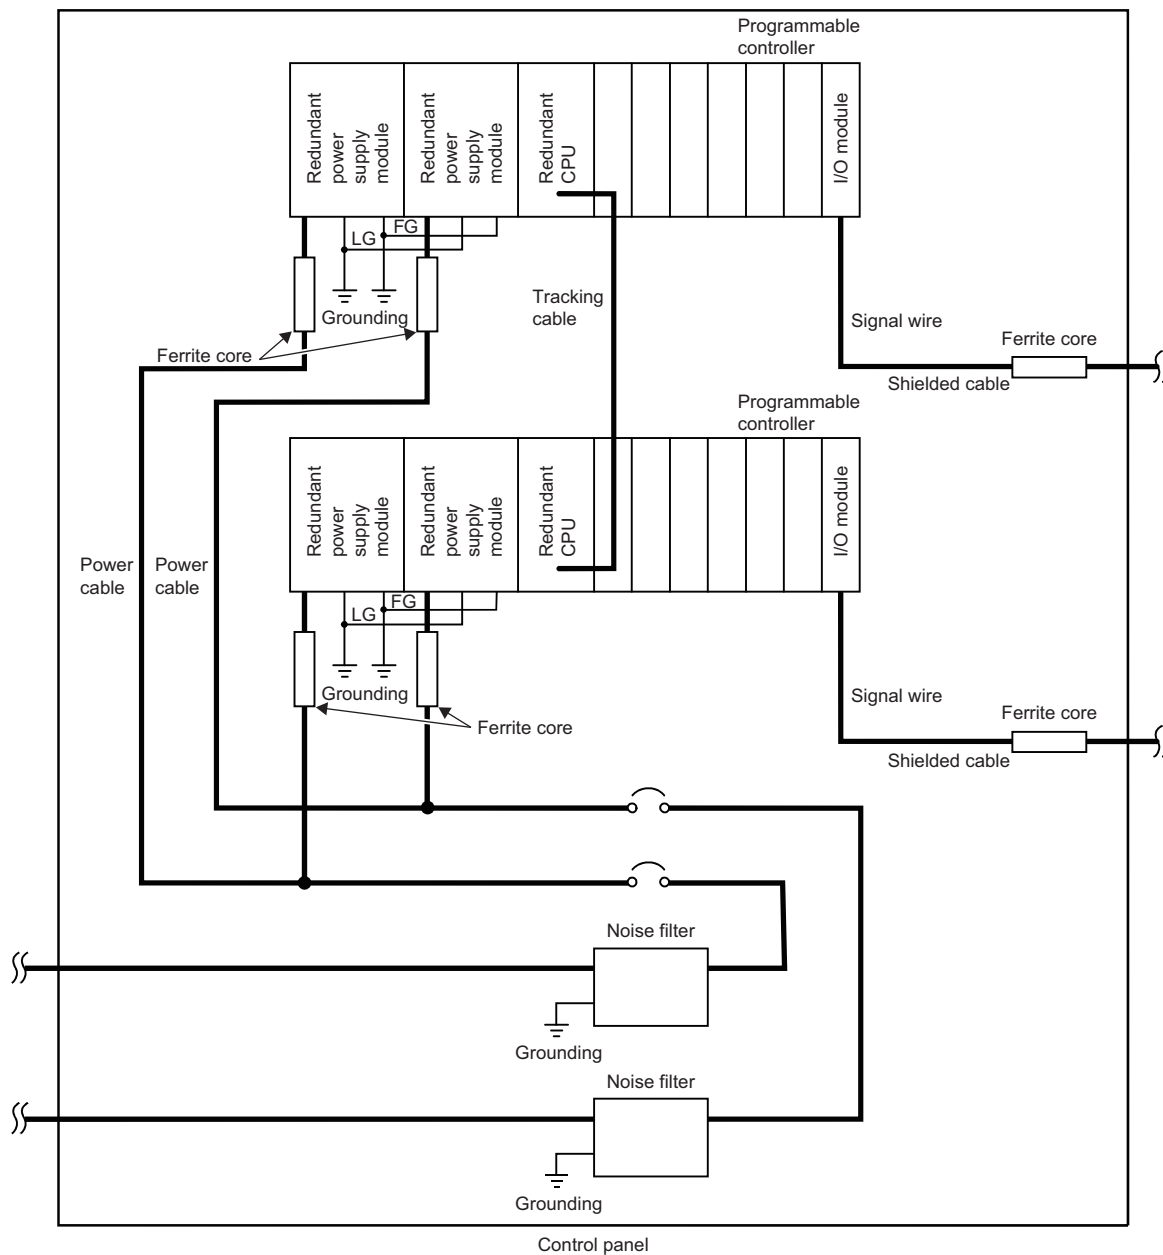 Programmable
controller
Redundant
power
supply
module
Redundant
power
supply
module
Redundant
CPU
I/O module
FG
LG
Grounding
Ferrite core
Tracking
cable
Signal wire
Ferrite core
Shielded cable
Programmable
controller
Redundant
power
supply
module
Redundant
power
supply
module
Redundant
CPU
I/O module
Power
cable
Power
cable
FG
LG
Grounding
Ferrite core
Signal wire
Ferrite core
Shielded cable
Noise filter
Grounding
Noise filter
Grounding
Control panel